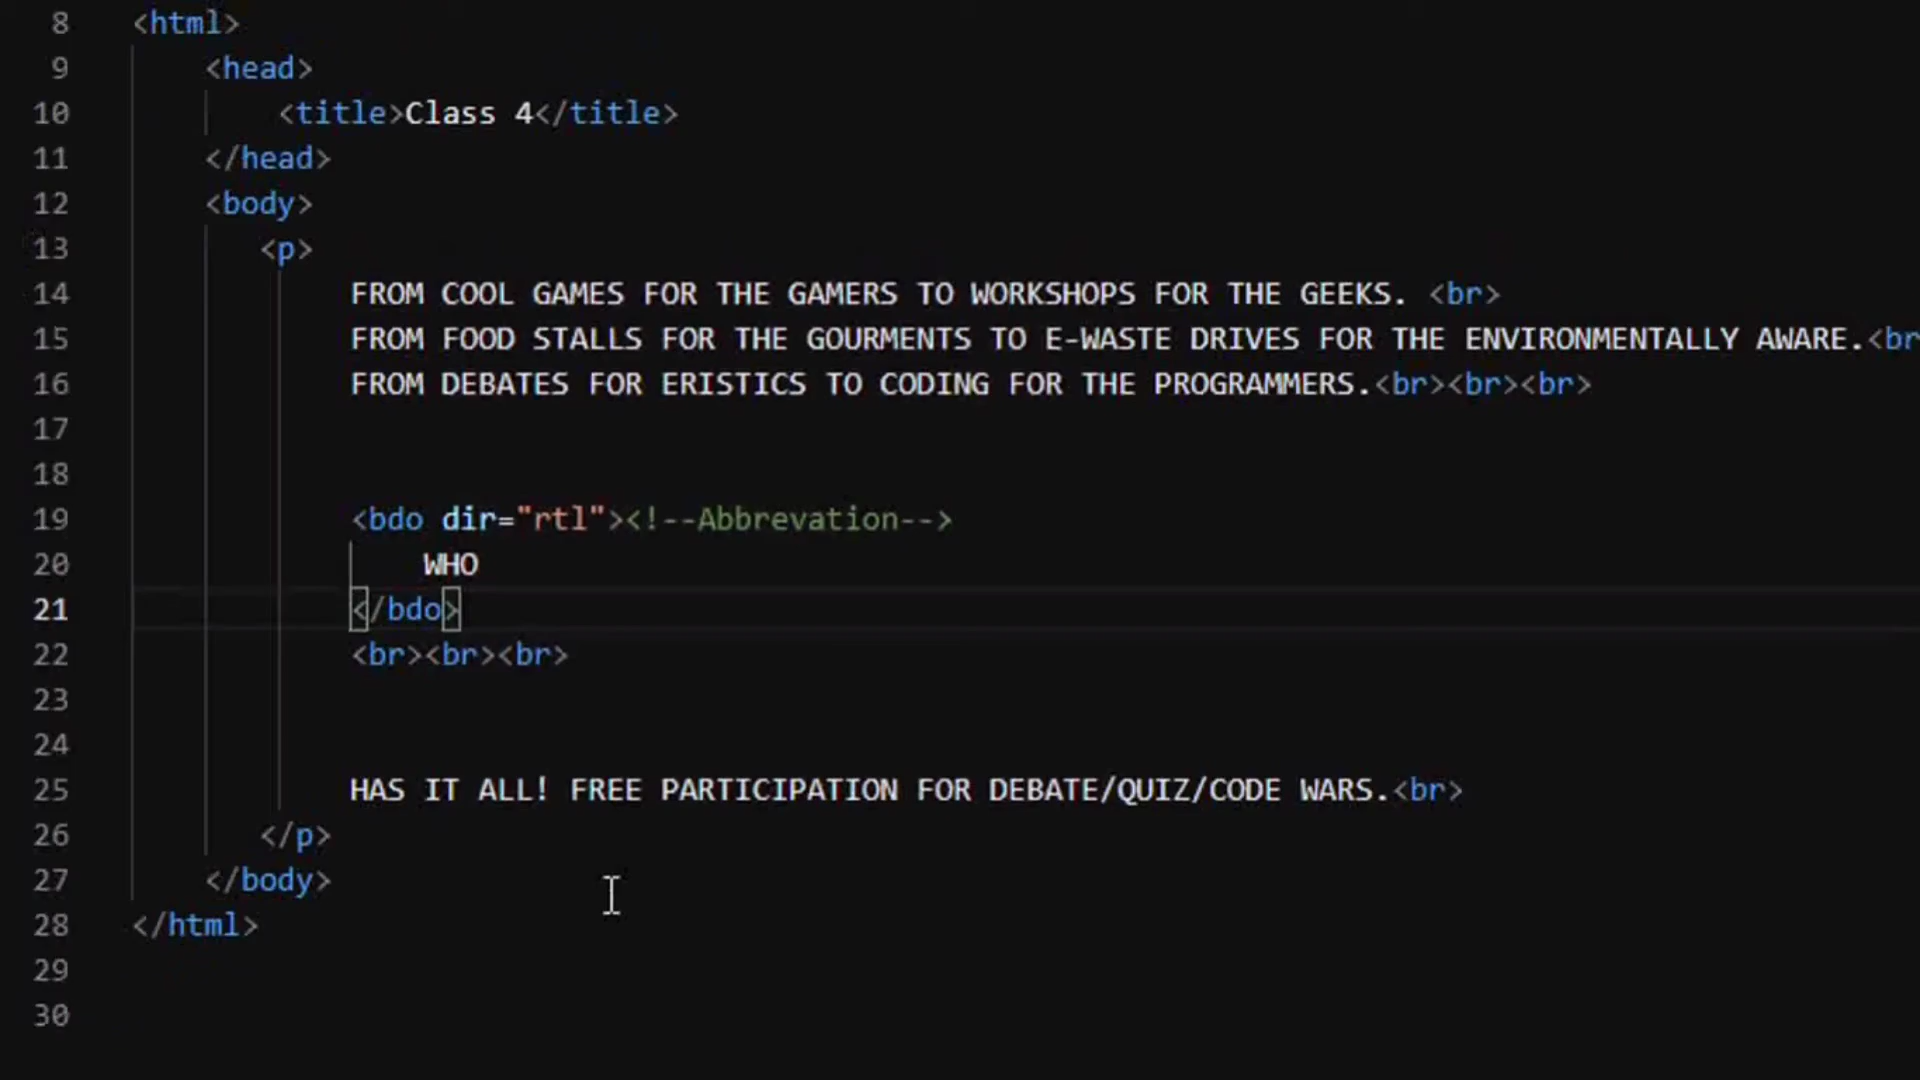 8 <html>
9 <head>
10 <title>Class 4</title>
11 </head>
12 <body>
13 <p>
14 FROM COOL GAMES FOR THE GAMERS TO WORKSHOPS FOR THE GEEKS. <br>
15 FROM FOOD STALLS FOR THE GOURMENTS TO E-WASTE DRIVES FOR THE ENVIRONMENTALLY AWARE.<br
16 FROM DEBATES FOR ERISTICS TO CODING FOR THE PROGRAMMERS.<br><br><br>
17
18
19 <bdo dir="rtl"><!--Abbrevation-->
20 WHO
21 </bdo>
22 <br><br><br>
23
24
25 HAS IT ALL! FREE PARTICIPATION FOR DEBATE/QUIZ/CODE WARS.<br>
26 </p>
27 </body>
28 </html>
29
30